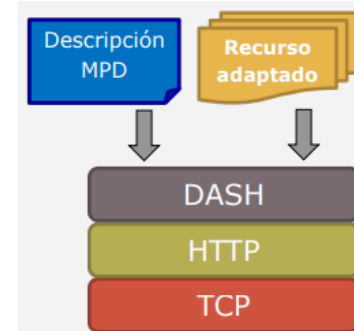 Descripción
MPD
Recurso
adaptado
DASH
HTTP
TCP